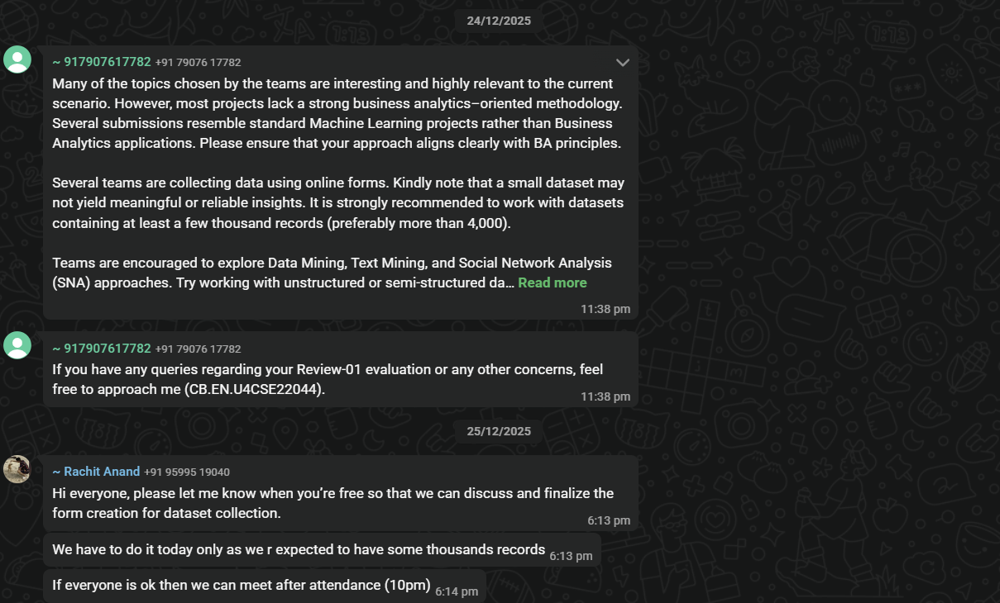 24/12/2025
~ 917907617782 +91 79076 17782
Many of the topics chosen by the teams are interesting and highly relevant to the current
scenario. However, most projects lack a strong business analytics–oriented methodology.
Several submissions resemble standard Machine Learning projects rather than Business
Analytics applications. Please ensure that your approach aligns clearly with BA principles.
Several teams are collecting data using online forms. Kindly note that a small dataset may
not yield meaningful or reliable insights. It is strongly recommended to work with datasets
containing at least a few thousand records (preferably more than 4,000).
Teams are encouraged to explore Data Mining, Text Mining, and Social Network Analysis
(SNA) approaches. Try working with unstructured or semi-structured da... Read more
11:38 pm
~ 917907617782 +91 79076 17782
If you have any queries regarding your Review-01 evaluation or any other concerns, feel
free to approach me (CB.EN.U4CSE22044).
11:38 pm
25/12/2025
~ Rachit Anand +91 95995 19040
Hi everyone, please let me know when you’re free so that we can discuss and finalize the
form creation for dataset collection.
6:13 pm
We have to do it today only as we r expected to have some thousands records 6:13 pm
If everyone is ok then we can meet after attendance (10pm) 6:14 pm